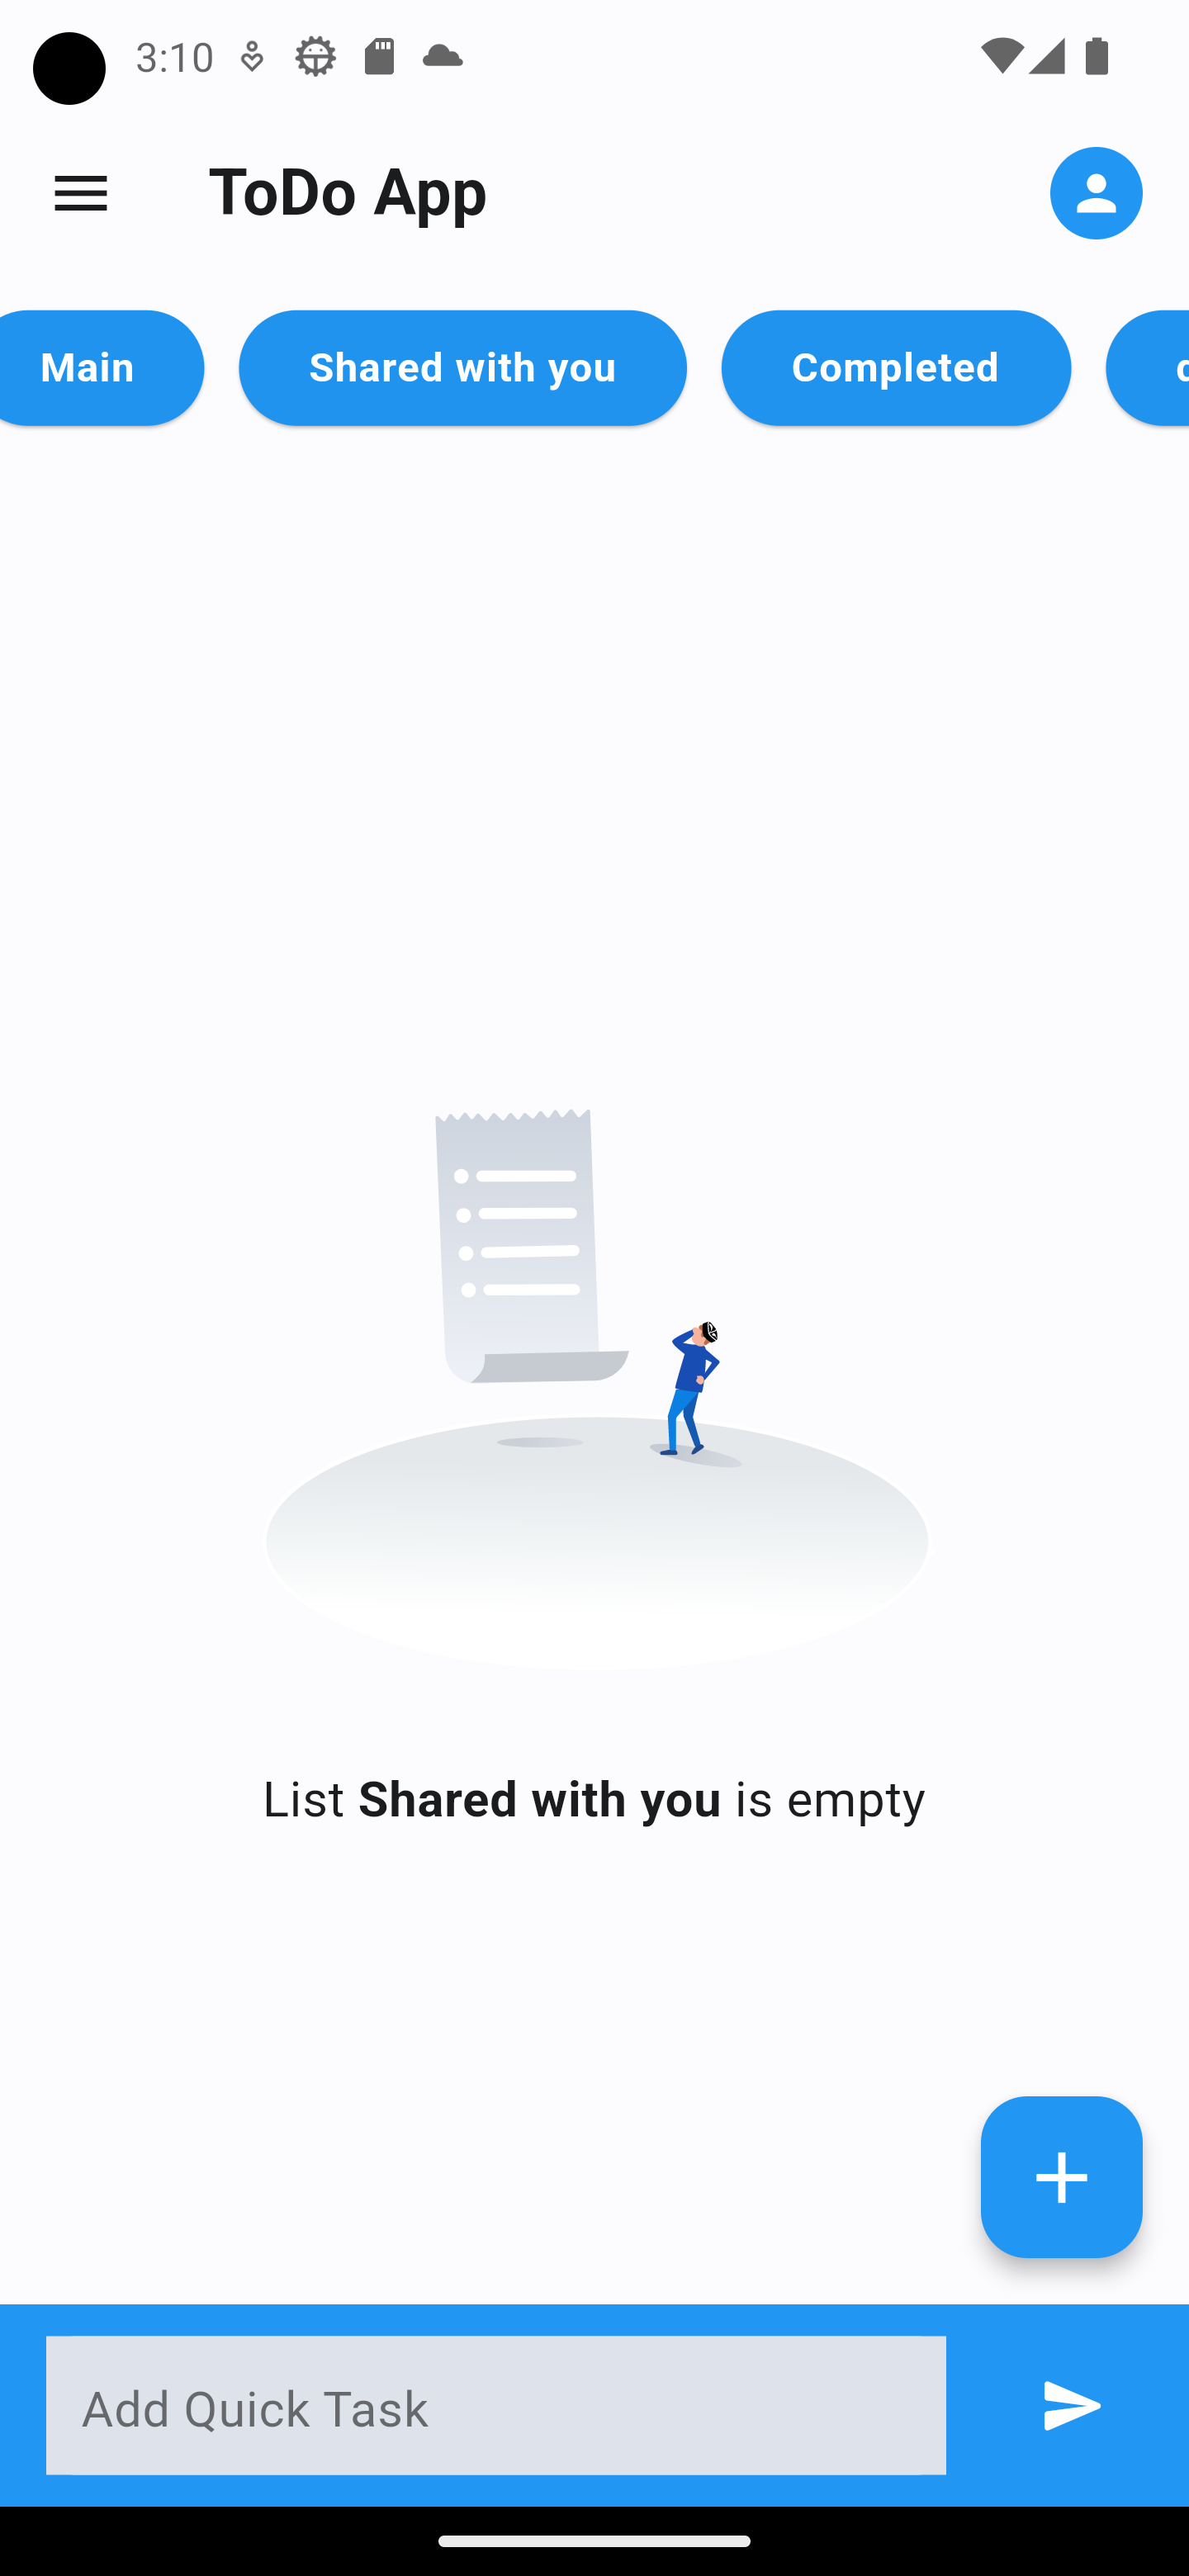 3:10
ToDo App
Main
Shared with you
Completed
List Shared with you is empty
Add Quick Task